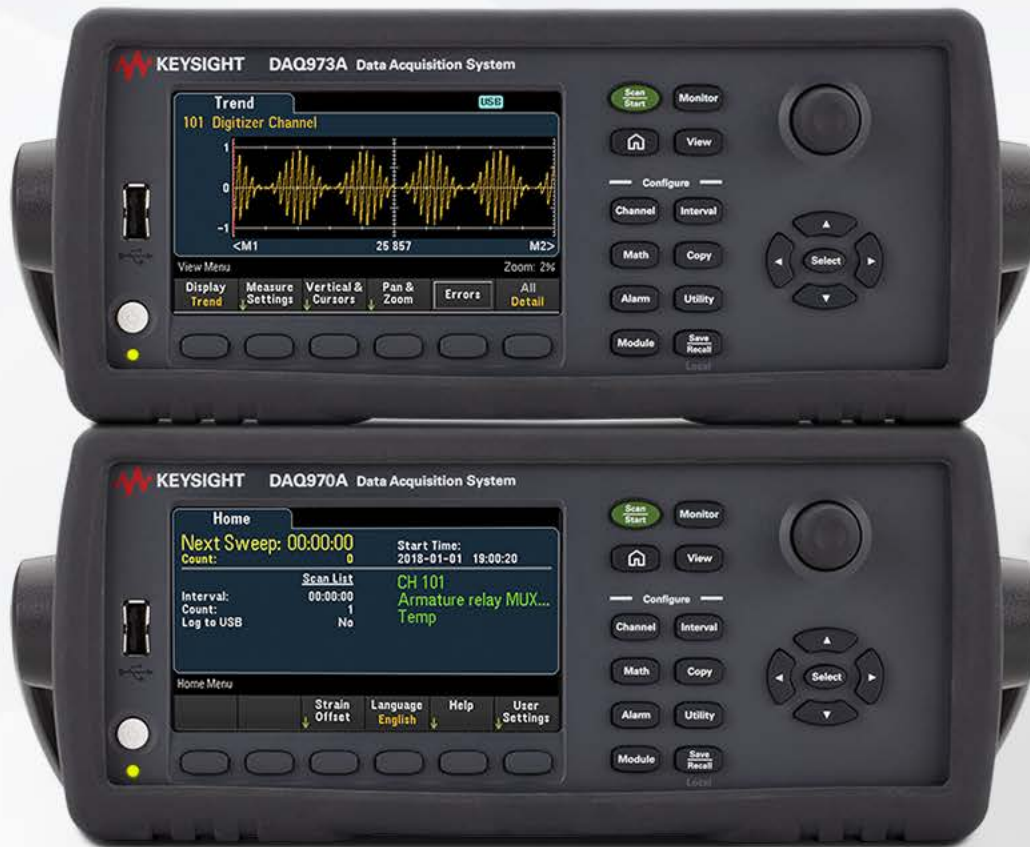 KEYSIGHT DAQ973A Data Acquisition System
Trend USB
101 Digitizer Channel
1
0
-1
<M1 25 857 M2>
View Menu Zoom: 2%
Display Trend
Measure Settings
Vertical & Cursors
Pan & Zoom
Errors
All Detail
Scan Start
Monitor
View
Configure
Channel Interval
Math Copy
Select
Alarm Utility
Module Save Recall
Local
KEYSIGHT DAQ970A Data Acquisition System
Home
Next Sweep: 00:00:00
Count: 0
Start Time:
2018-01-01 19:00:20
Scan List
Interval: 00:00:00
Count: 1
Log to USB No
CH 101
Armature relay MUX...
Temp
Home Menu
Strain Offset
Language English
Help
User Settings
Scan Start
Monitor
View
Configure
Channel Interval
Math Copy
Select
Alarm Utility
Module Save Recall
Local